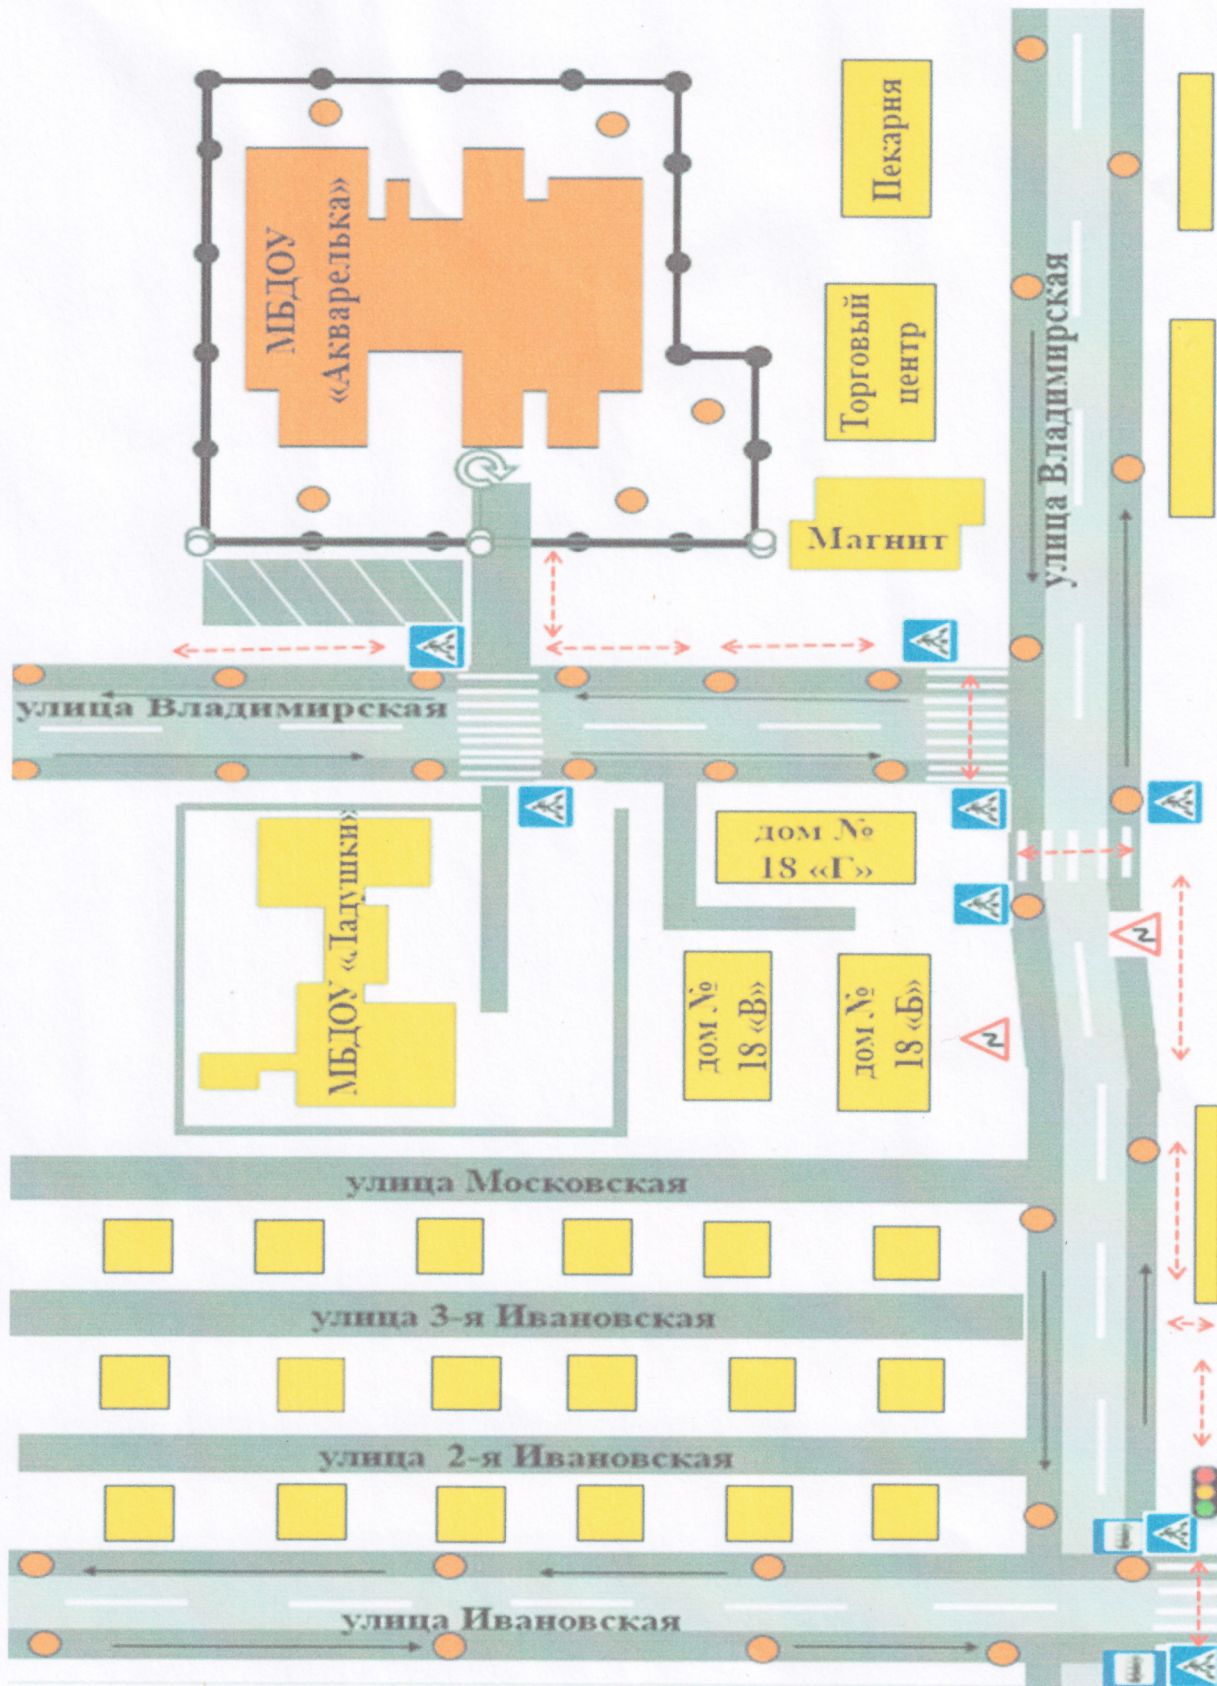 МБДОУ
«Акварелька»
Пекарня
Торговый
центр
Магнит
улица Владимирская
улица Владимирская
МБДОУ «Ладушки»
дом №
18 «Г»
дом №
18 «В»
дом №
18 «Б»
улица Московская
улица 3-я Ивановская
улица 2-я Ивановская
улица Ивановская